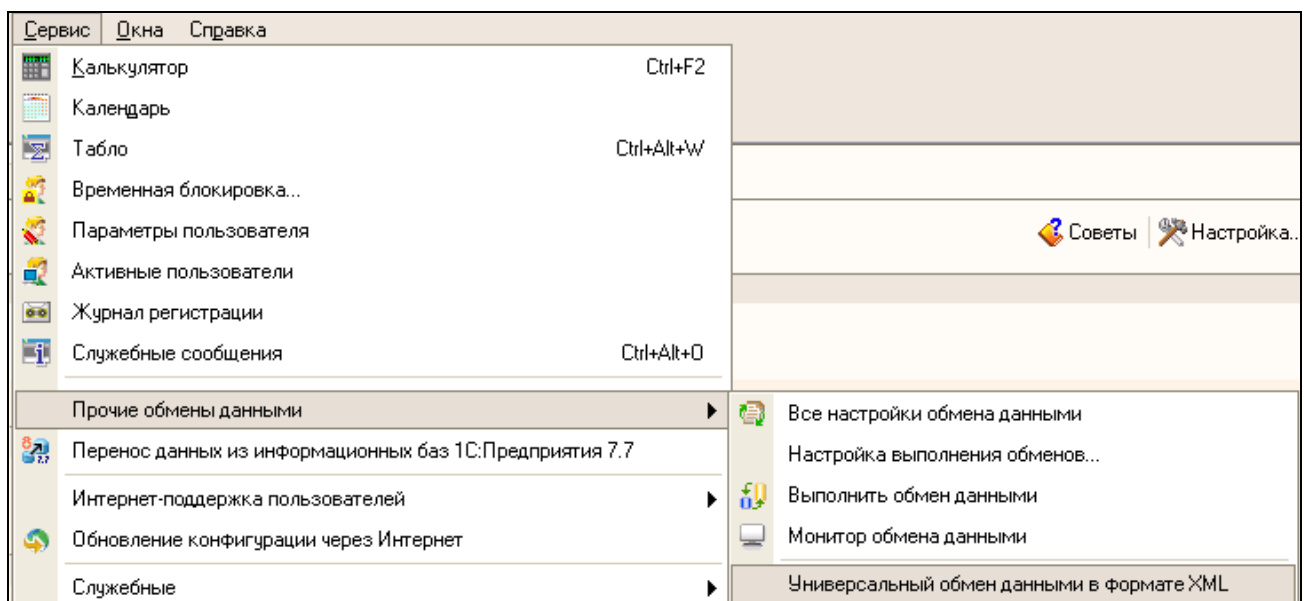 Сервис Окна Справка
Калькулятор Ctrl+F2
Календарь
Табло Ctrl+Alt+W
Временная блокировка...
Параметры пользователя
Советы Настройка...
Активные пользователи
Журнал регистрации
Служебные сообщения Ctrl+Alt+O
Прочие обмены данными
Все настройки обмена данными
Перенос данных из информационных баз 1С:Предприятия 7.7
Настройка выполнения обменов...
Интернет-поддержка пользователей
Выполнить обмен данными
Обновление конфигурации через Интернет
Монитор обмена данными
Служебные
Универсальный обмен данными в формате XML